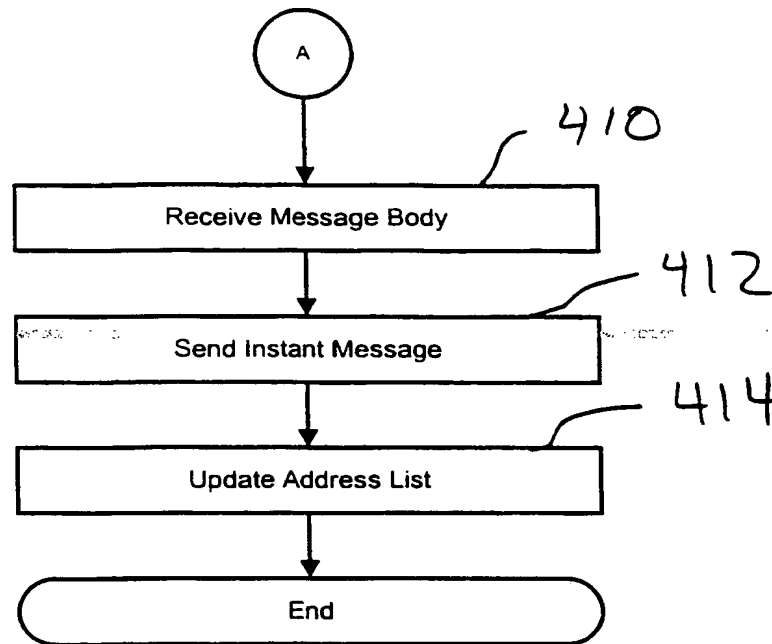 A
410
Receive Message Body
412
Send Instant Message
414
Update Address List
End